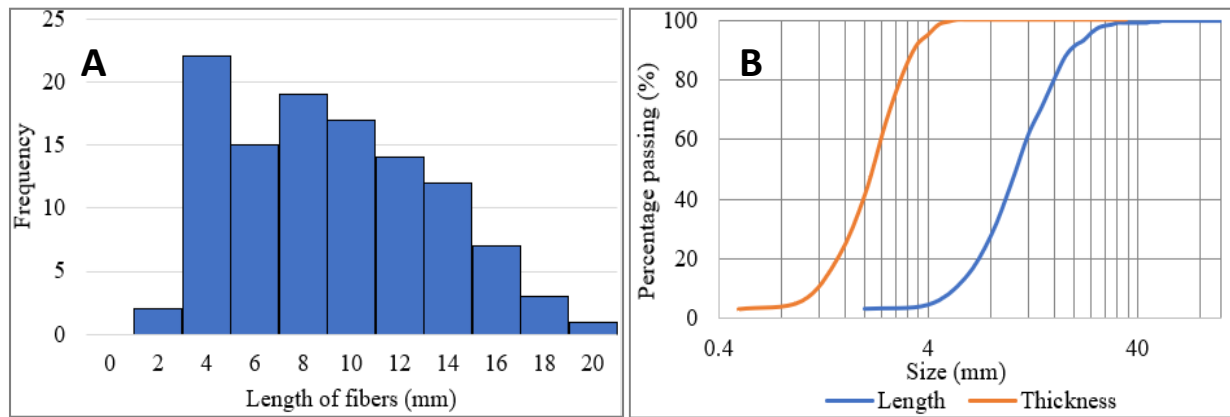 A
Frequency
25
20
15
10
5
0
0 2 4 6 8 10 12 14 16 18 20
Length of fibers (mm)
B
Percentage passing (%)
100
80
60
40
20
0
0.4 4 40
Size (mm)
Length Thickness